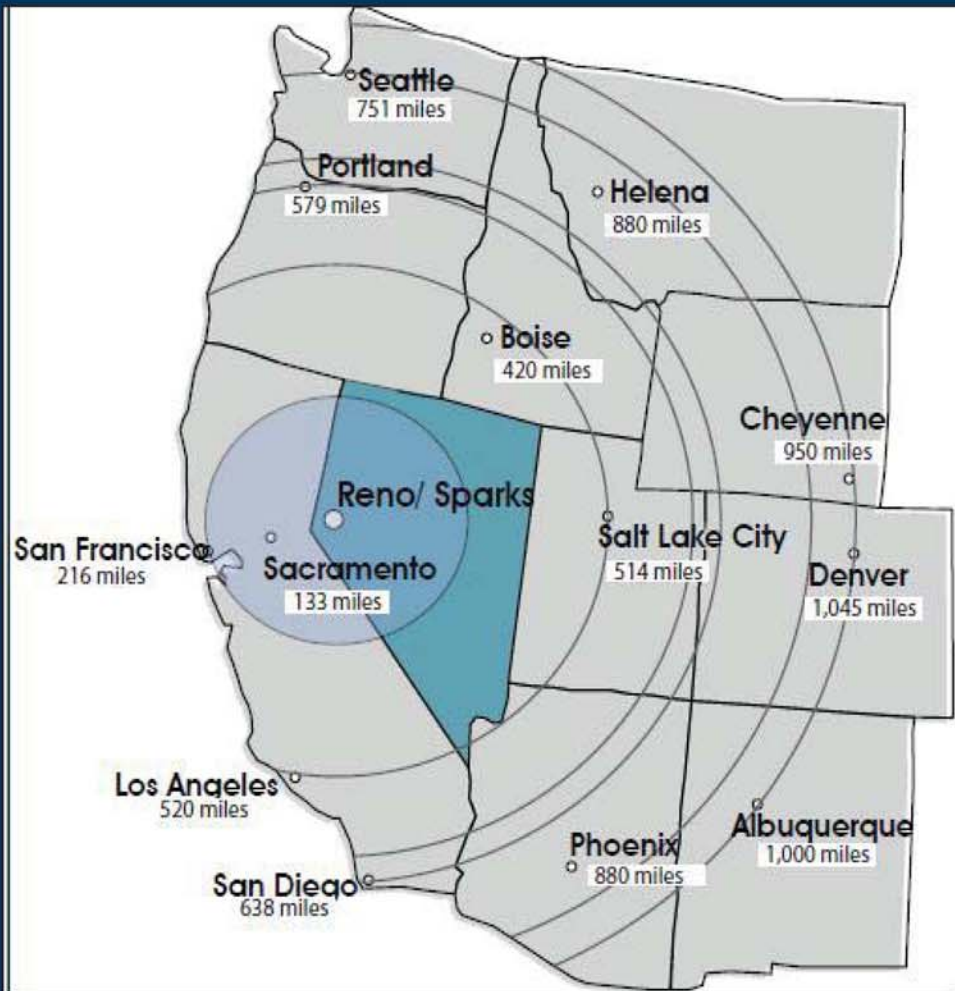 Seattle
751 miles
Portland
579 miles
Helena
880 miles
Boise
420 miles
Cheyenne
950 miles
Reno/ Sparks
San Francisco
216 miles
Sacramento
133 miles
Salt Lake City
514 miles
Denver
1,045 miles
Los Angeles
520 miles
Phoenix
880 miles
Albuquerque
1,000 miles
San Diego
638 miles